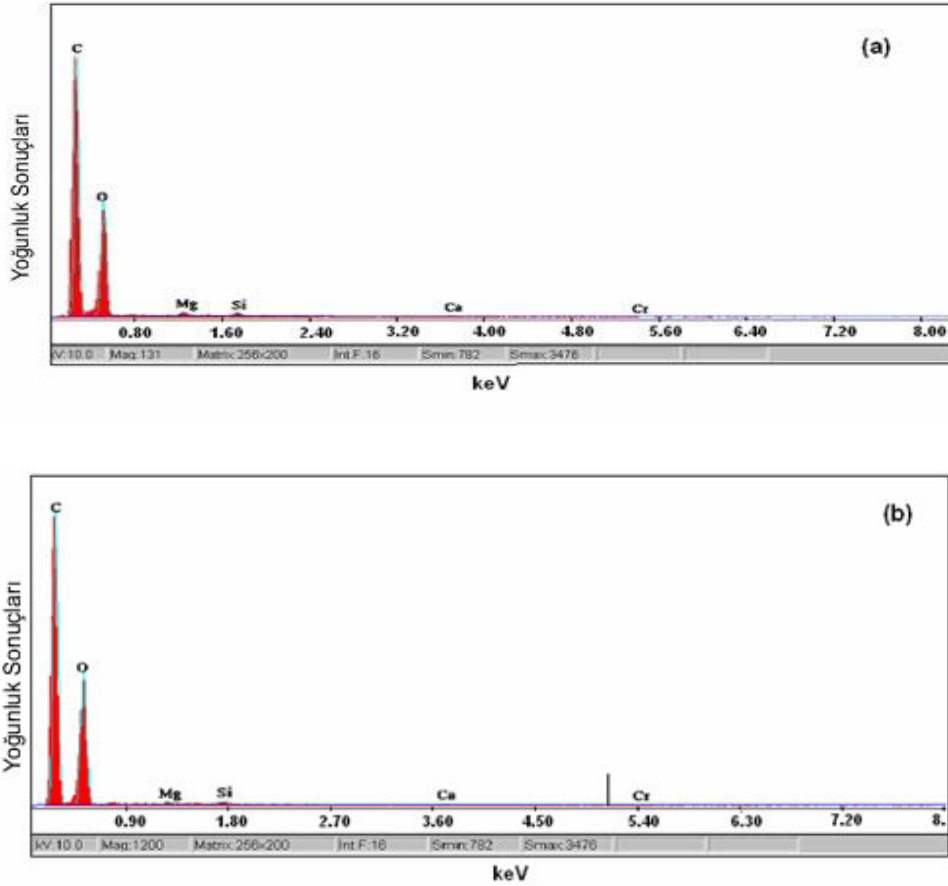 (a)
C
O
Mg Si Ca Cr
0.80 1.60 2.40 3.20 4.00 4.80 5.60 6.40 7.20 8.00
kV:10.0 Mag:131 Matrix:256x200 Int.F:16 Smin:782 Smax:3476
keV
Yoğunluk Sonuçları
(b)
C
O
Mg Si Ca Cr
0.90 1.80 2.70 3.60 4.50 5.40 6.30 7.20 8.
kV:10.0 Mag:1200 Matrix:256x200 Int.F:16 Smin:782 Smax:3476
keV
Yoğunluk Sonuçları